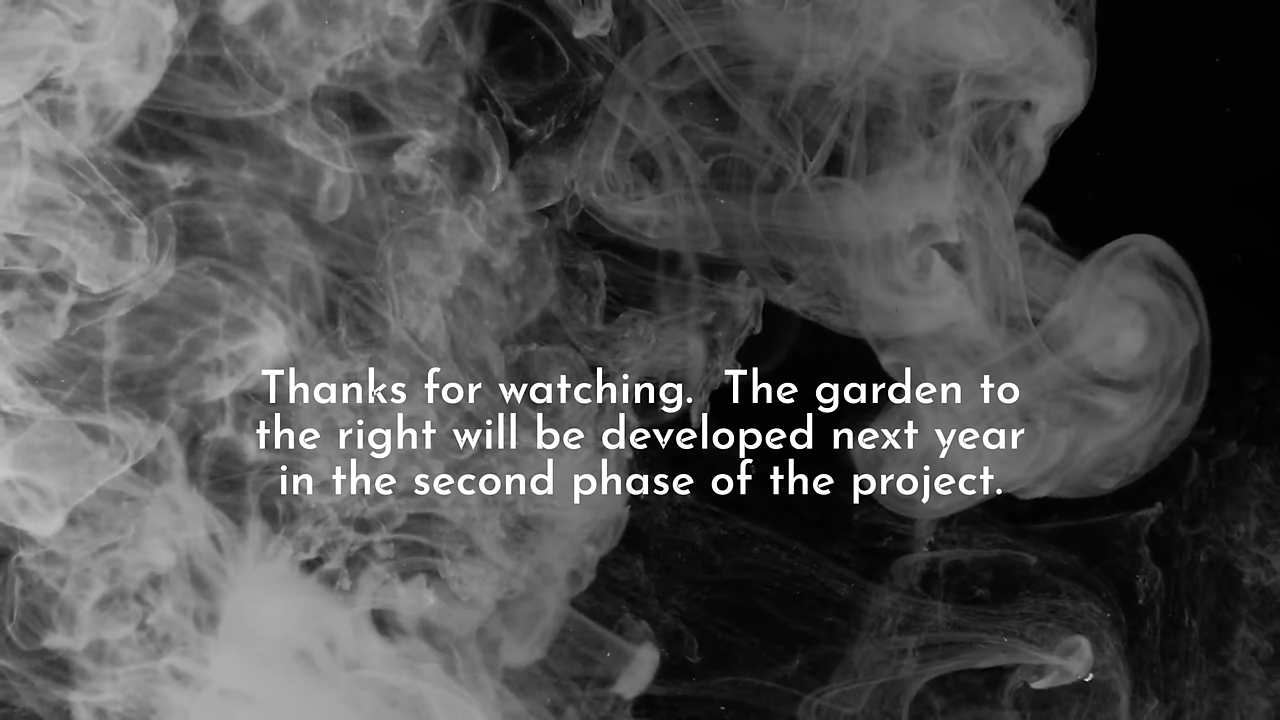 Thanks for watching.  The garden to
the right will be developed next year
in the second phase of the project.